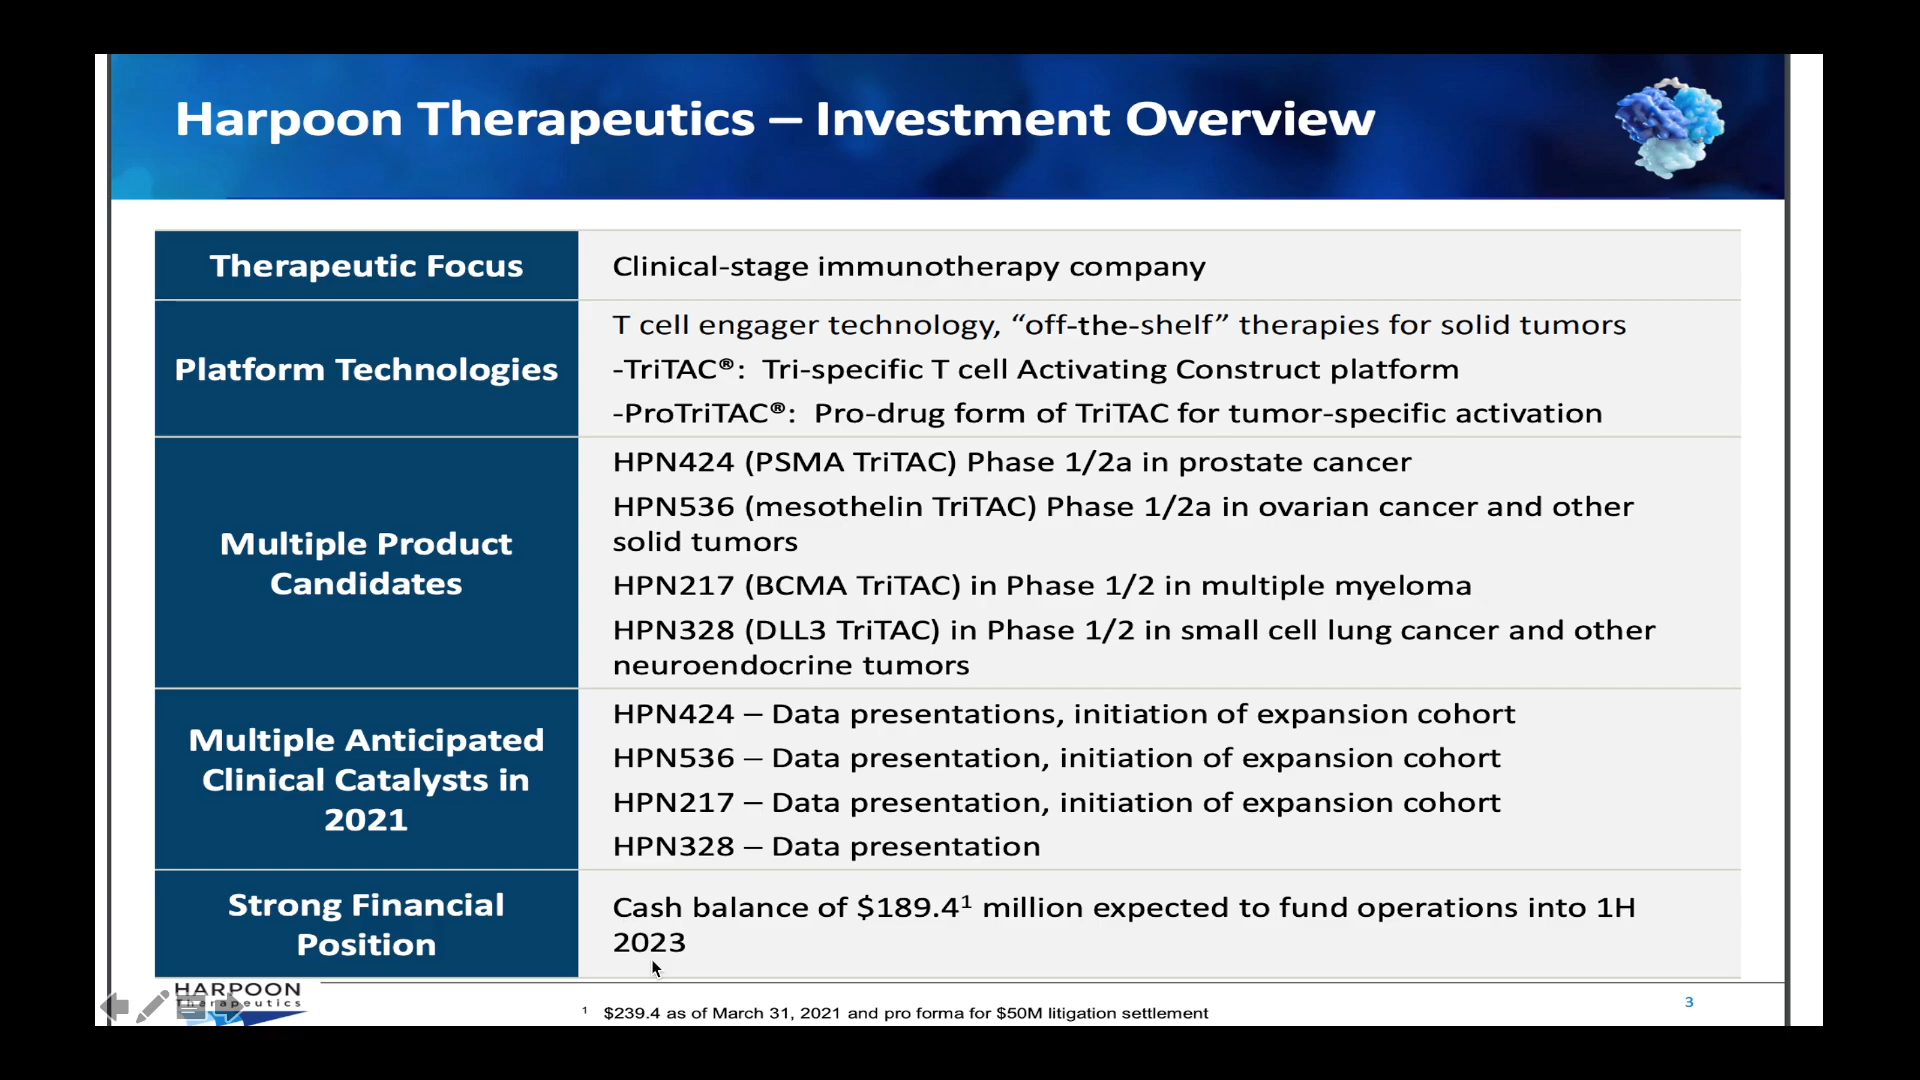 Harpoon Therapeutics – Investment Overview
Therapeutic Focus
Clinical-stage immunotherapy company
Platform Technologies
T cell engager technology, “off-the-shelf” therapies for solid tumors
-TriTAC®:  Tri-specific T cell Activating Construct platform
-ProTriTAC®:  Pro-drug form of TriTAC for tumor-specific activation
Multiple Product
Candidates
HPN424 (PSMA TriTAC) Phase 1/2a in prostate cancer
HPN536 (mesothelin TriTAC) Phase 1/2a in ovarian cancer and other
solid tumors
HPN217 (BCMA TriTAC) in Phase 1/2 in multiple myeloma
HPN328 (DLL3 TriTAC) in Phase 1/2 in small cell lung cancer and other
neuroendocrine tumors
Multiple Anticipated
Clinical Catalysts in
2021
HPN424 – Data presentations, initiation of expansion cohort
HPN536 – Data presentation, initiation of expansion cohort
HPN217 – Data presentation, initiation of expansion cohort
HPN328 – Data presentation
Strong Financial
Position
Cash balance of $189.4¹ million expected to fund operations into 1H
2023
HARPOON
Therapeutics
¹ $239.4 as of March 31, 2021 and pro forma for $50M litigation settlement
3